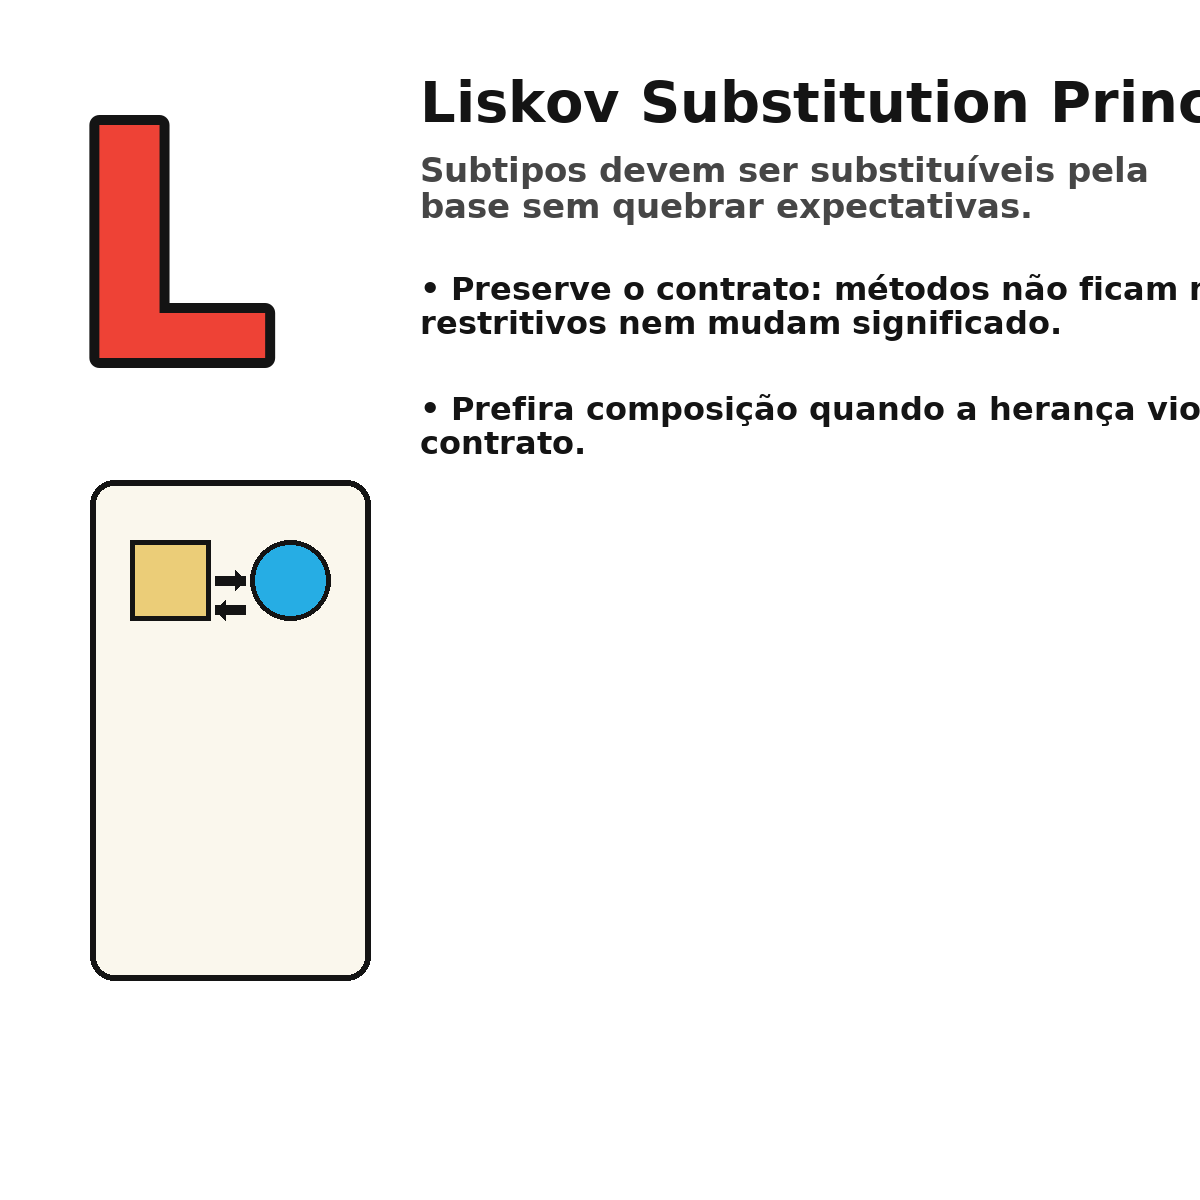 L
Liskov Substitution Princ
Subtipos devem ser substituíveis pela
base sem quebrar expectativas.
• Preserve o contrato: métodos não ficam
restritivos nem mudam significado.
• Prefira composição quando a herança vio
contrato.